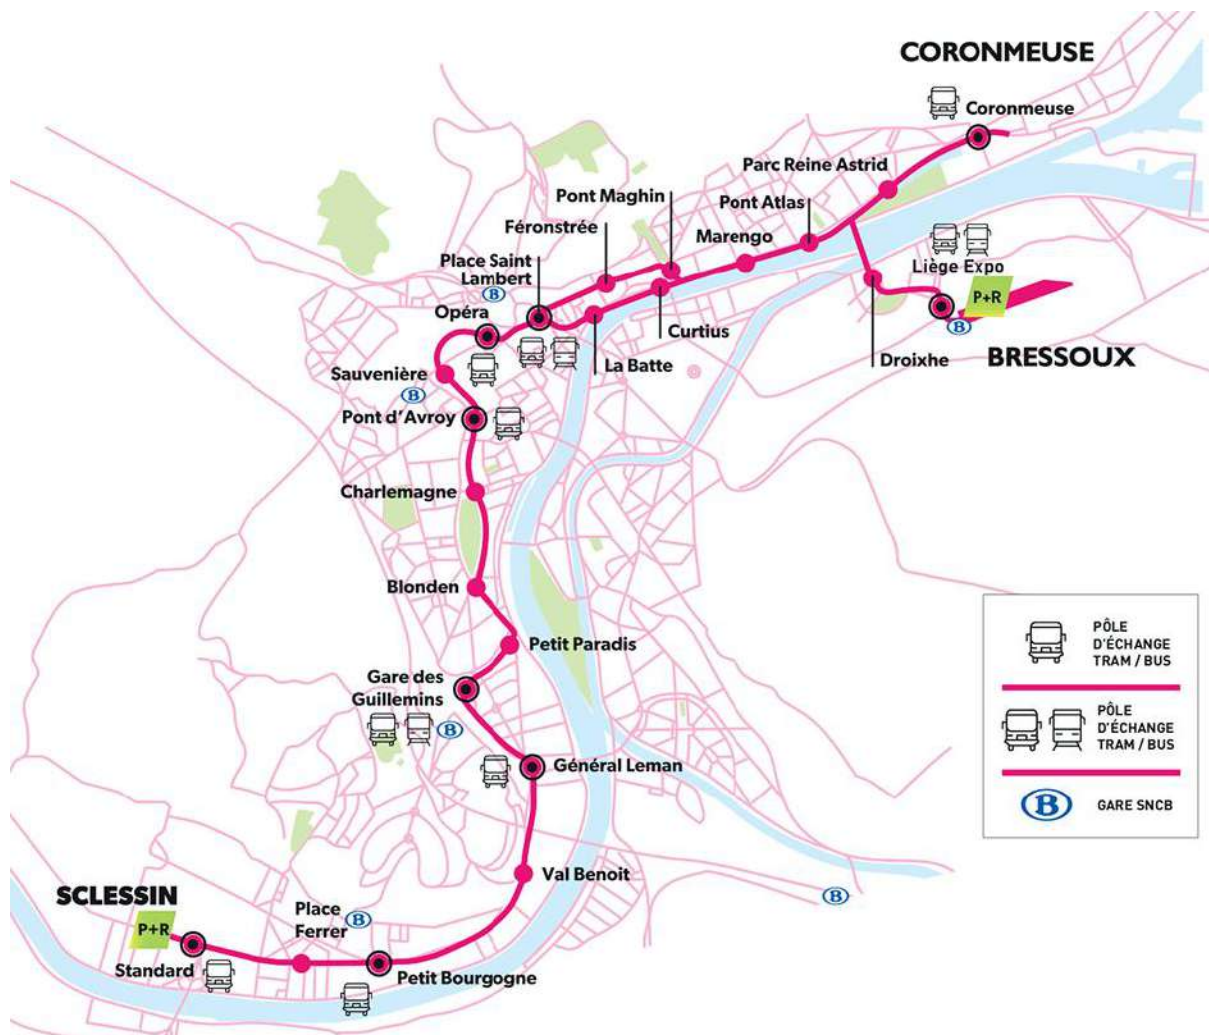 CORONMEUSE
Coronmeuse
Parc Reine Astrid
Pont Maghin
Pont Atlas
Féronstrée
Marengo
Place Saint
Lambert
B
Liège Expo
P+R
B
Opéra
Curtius
BRESSOUX
Droixhe
La Batte
Sauvenière
B
Pont d'Avroy
Charlemagne
Blonden
Petit Paradis
Gare des
Guillemins
B
Général Leman
PÔLE
D'ÉCHANGE
TRAM / BUS
PÔLE
D'ÉCHANGE
TRAM / BUS
B
GARE SNCB
Val Benoit
B
SCLESSIN
P+R
Place
Ferrer
B
Standard
Petit Bourgogne